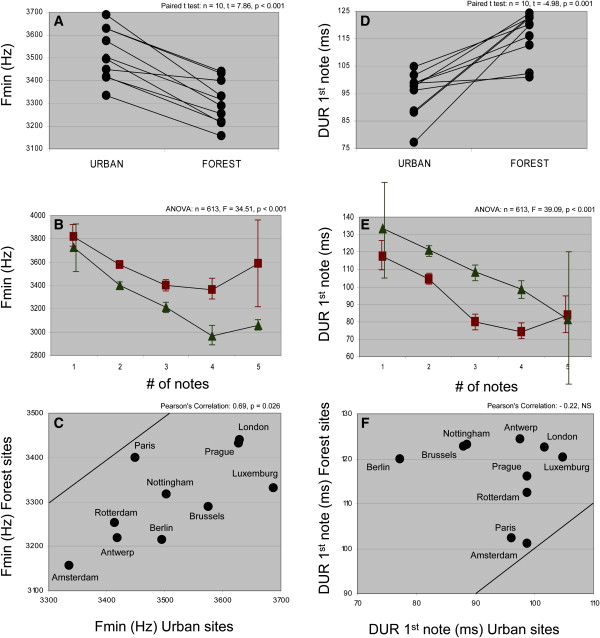 Paired t test: n = 10, t = 7.86, p < 0.001
A
Fmin (Hz)
3700
3600
3500
3400
3300
3200
3100
URBAN
FOREST
Paired t test: n = 10, t = -4.98, p = 0.001
D
DUR 1st note (ms)
125
115
105
95
85
75
URBAN
FOREST
ANOVA: n = 613, F = 34.51, p < 0.001
B
Fmin (Hz)
4000
3800
3600
3400
3200
3000
2800
1 2 3 4 5
# of notes
ANOVA: n = 613, F = 39.09, p < 0.001
E
DUR 1st note (ms)
140
130
120
110
100
90
80
70
60
1 2 3 4 5
# of notes
Pearson's Correlation: 0.69, p = 0.026
C
Fmin (Hz) Forest sites
3500
3400
3300
3200
3100
London
Paris
Prague
Nottingham
Luxemburg
Rotterdam
Brussels
Berlin
Antwerp
Amsterdam
3300 3400 3500 3600 3700
Fmin (Hz) Urban sites
Pearson's Correlation: - 0.22, NS
F
DUR 1st note (ms) Forest sites
130
120
110
100
90
Antwerp
Nottingham
London
Brussels
Berlin
Luxemburg
Prague
Rotterdam
Paris
Amsterdam
70 80 90 100 110
DUR 1st note (ms) Urban sites